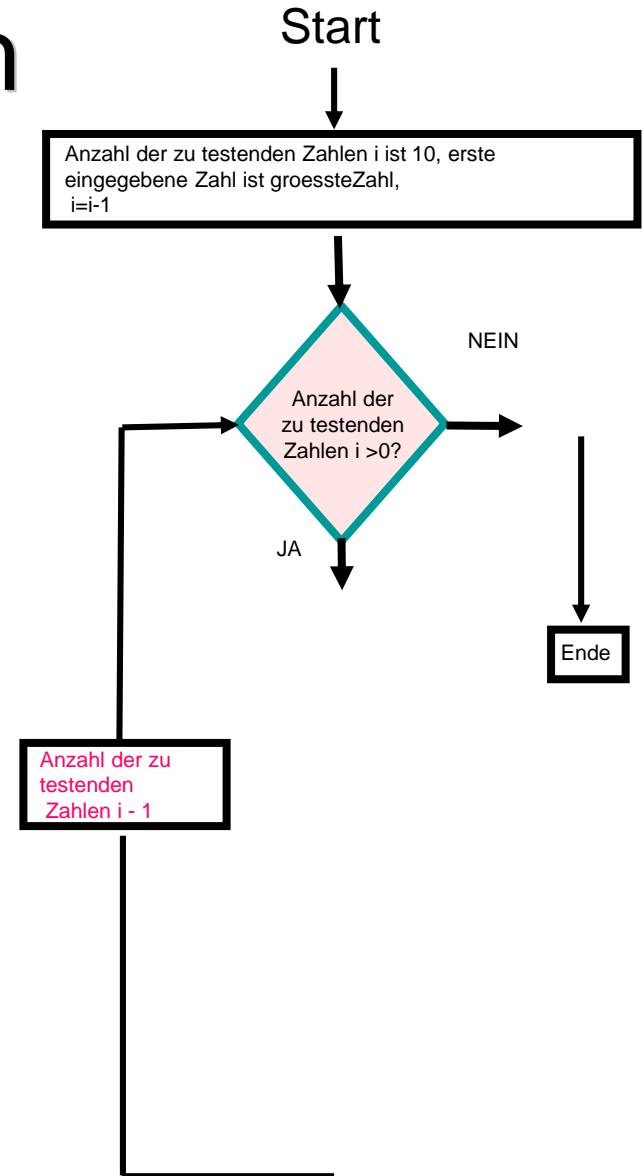 n
Start
Anzahl der zu testenden Zahlen i ist 10, erste
eingegebene Zahl ist groessteZahl,
i=i-1
NEIN
Anzahl der
zu testenden
Zahlen i >0?
JA
Ende
Anzahl der zu
testenden
Zahlen i - 1